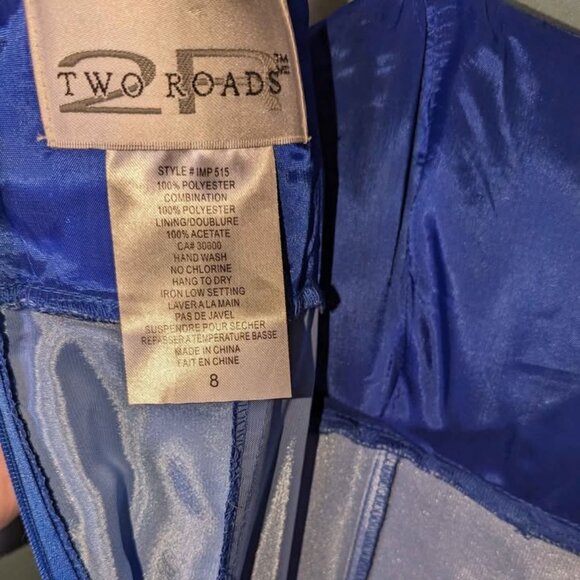 2R
TWO ROADS
STYLE # IMP 515
100% POLYESTER
COMBINATION
100% POLYESTER
LINING/DOUBLURE
100% ACETATE
CA# 30800
HAND WASH
NO CHLORINE
HANG TO DRY
IRON LOW SETTING
LAVER A LA MAIN
PAS DE JAVEL
SUSPENDRE POUR SECHER
REPASSER A TEMPERATURE BASSE
MADE IN CHINA
FAIT EN CHINE
8